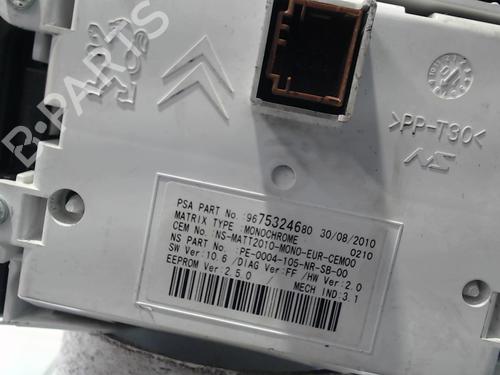 B-PARTS
>PP-T30<
NS
PSA PART No.:9675324680 30/08/2010
MATRIX TYPE :MONOCHROME 0210
CEM No.:NS-MATT2010-MONO-EUR-CEM00
NS PART No. :PE-0004-105-NR-SB-00
SW Ver:10.6 /DIAG Ver:FF /HW Ver:2.0
EEPROM Ver:2.5.0 / MECH IND:3.1